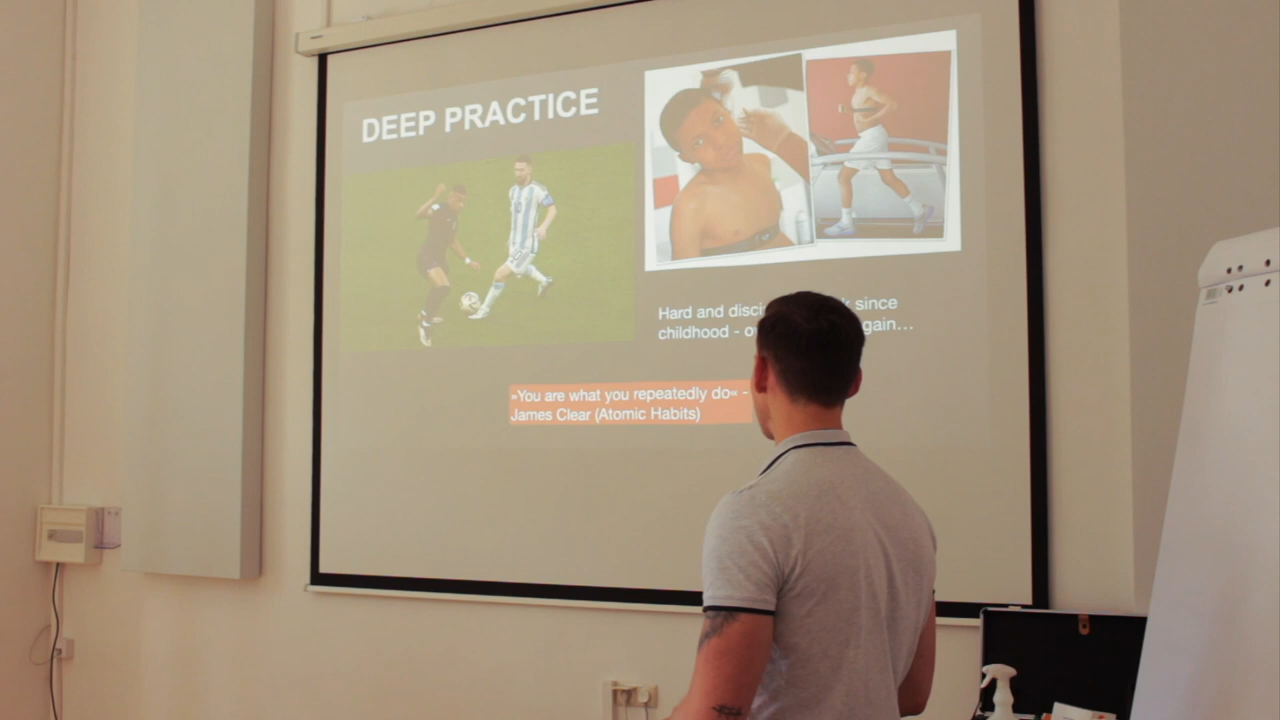 DEEP PRACTICE
Hard and disci k since
childhood - o gain...
»You are what you repeatedly do« -
James Clear (Atomic Habits)